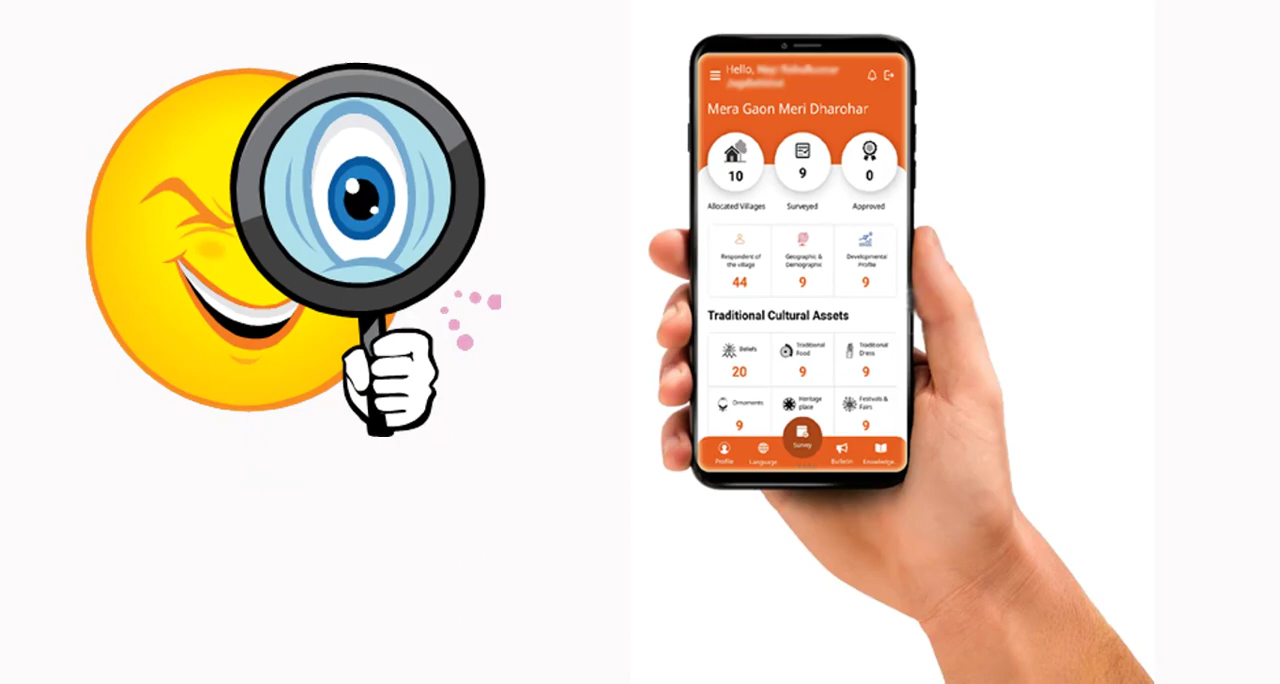 Hello,
Mera Gaon Meri Dharohar
10
9
0
Allocated Villages
Surveyed
Approved
Respondent of
the village
44
Geographic &
Demographic
9
Developmental
Profile
9
Traditional Cultural Assets
Beliefs
20
Traditional
Food
9
Traditional
Dress
9
Ornaments
9
Heritage
place
Festivals &
Fairs
9
Survey
Profile
Language
Bulletin
Knowledge